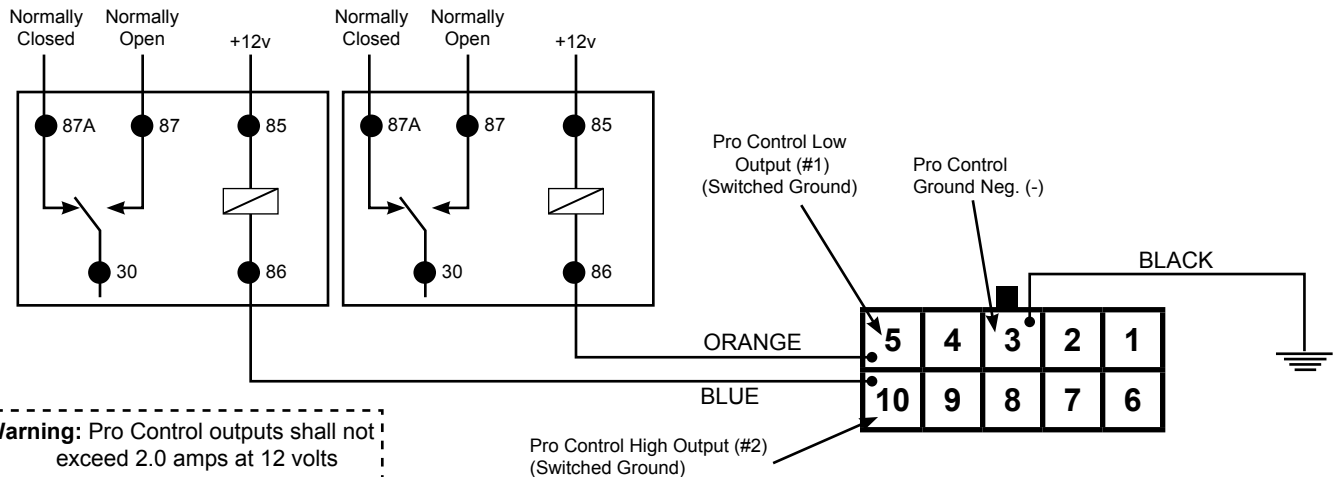 Normally
Closed
Normally
Open
+12v
Normally
Closed
Normally
Open
+12v
87A
87
85
87A
87
85
30
86
30
86
Pro Control Low
Output (#1)
(Switched Ground)
Pro Control
Ground Neg. (-)
BLACK
ORANGE
BLUE
5 4 3 2 1
10 9 8 7 6
Warning: Pro Control outputs shall not
exceed 2.0 amps at 12 volts
Pro Control High Output (#2)
(Switched Ground)